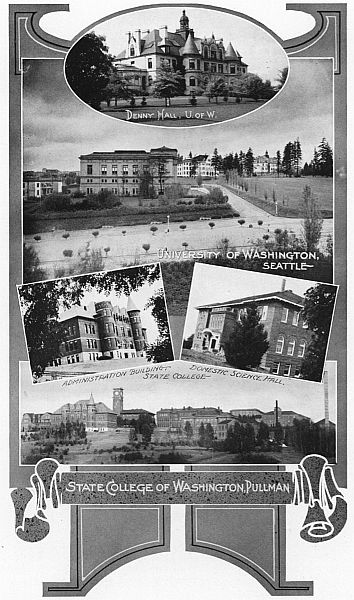 DENNY HALL, U. OF W.
UNIVERSITY OF WASHINGTON,
SEATTLE
ADMINISTRATION BUILDING
STATE COLLEGE
DOMESTIC SCIENCE HALL
STATE COLLEGE OF WASHINGTON, PULLMAN